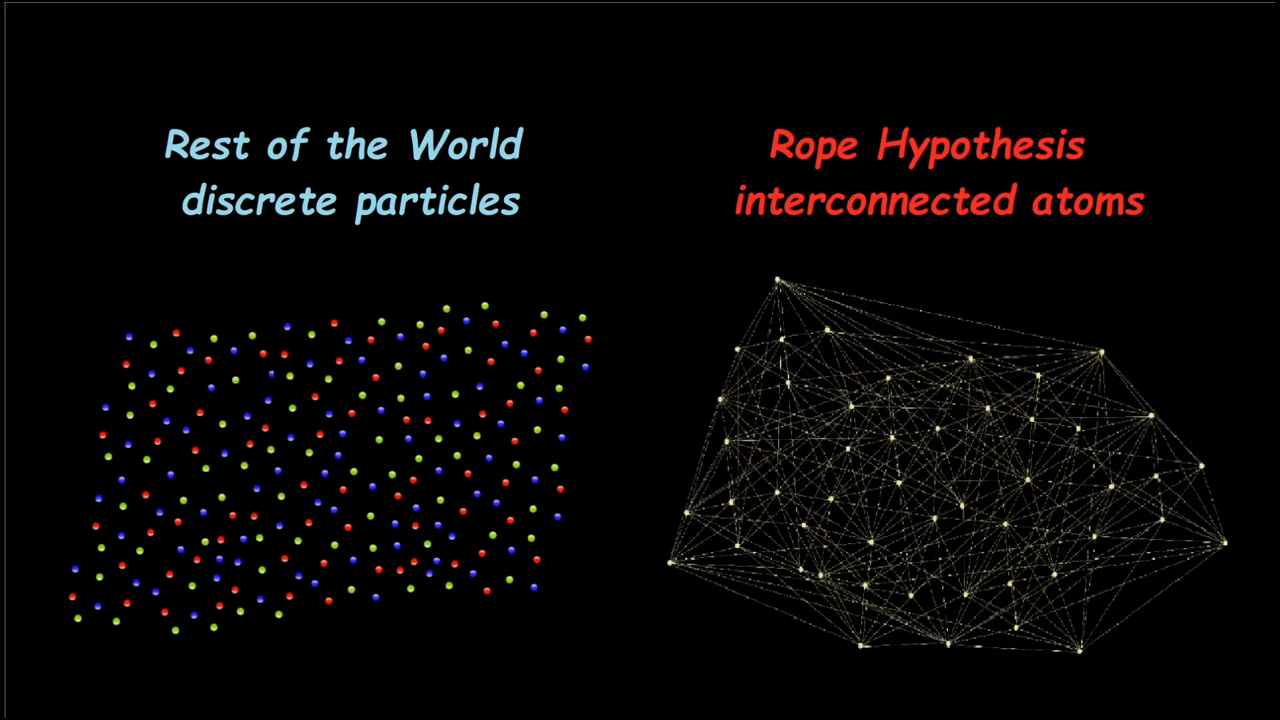 Rest of the World
discrete particles
Rope Hypothesis
interconnected atoms